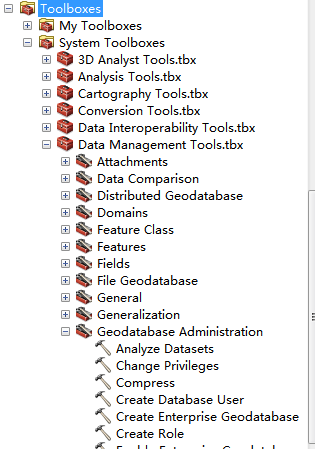 Toolboxes
My Toolboxes
System Toolboxes
3D Analyst Tools.tbx
Analysis Tools.tbx
Cartography Tools.tbx
Conversion Tools.tbx
Data Interoperability Tools.tbx
Data Management Tools.tbx
Attachments
Data Comparison
Distributed Geodatabase
Domains
Feature Class
Features
Fields
File Geodatabase
General
Generalization
Geodatabase Administration
Analyze Datasets
Change Privileges
Compress
Create Database User
Create Enterprise Geodatabase
Create Role
Enable Enterprise